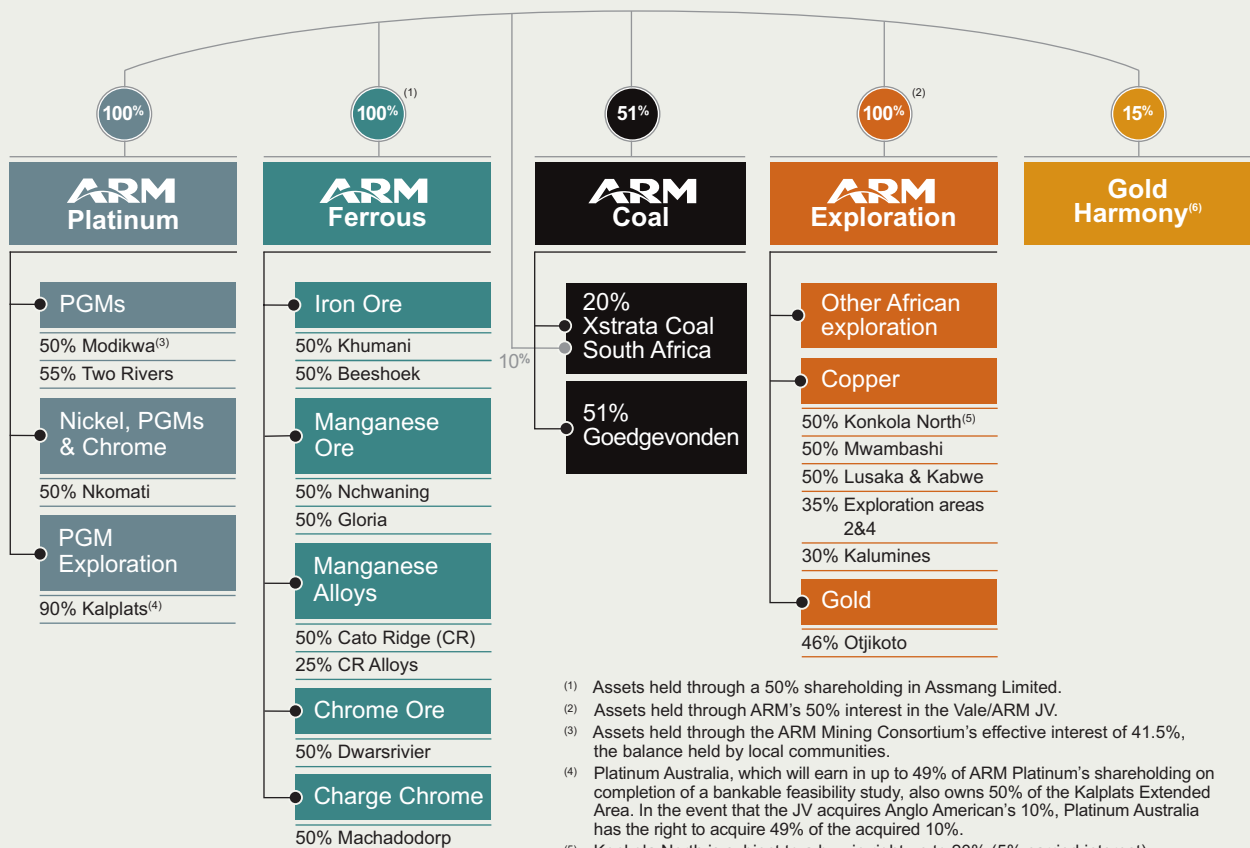 100%
100% (1)
51%
100% (2)
15%
ARM
Platinum
PGMs
50% Modikwa(3)
55% Two Rivers
Nickel, PGMs
& Chrome
50% Nkomati
PGM
Exploration
90% Kalplats(4)
ARM
Ferrous
Iron Ore
50% Khumani
50% Beeshoek
Manganese
Ore
50% Nchwaning
50% Gloria
Manganese
Alloys
50% Cato Ridge (CR)
25% CR Alloys
Chrome Ore
50% Dwarsrivier
Charge Chrome
50% Machadodorp
ARM
Coal
10%
20%
Xstrata Coal
South Africa
51%
Goedgevonden
ARM
Exploration
Other African
exploration
Copper
50% Konkola North(5)
50% Mwambashi
50% Lusaka & Kabwe
35% Exploration areas
2&4
30% Kalumines
Gold
46% Otjikoto
Gold
Harmony(6)
(1) Assets held through a 50% shareholding in Assmang Limited.
(2) Assets held through ARM's 50% interest in the Vale/ARM JV.
(3) Assets held through the ARM Mining Consortium's effective interest of 41.5%,
the balance held by local communities.
(4) Platinum Australia, which will earn in up to 49% of ARM Platinum's shareholding on
completion of a bankable feasibility study, also owns 50% of the Kalplats Extended
Area. In the event that the JV acquires Anglo American's 10%, Platinum Australia
has the right to acquire 49% of the acquired 10%.